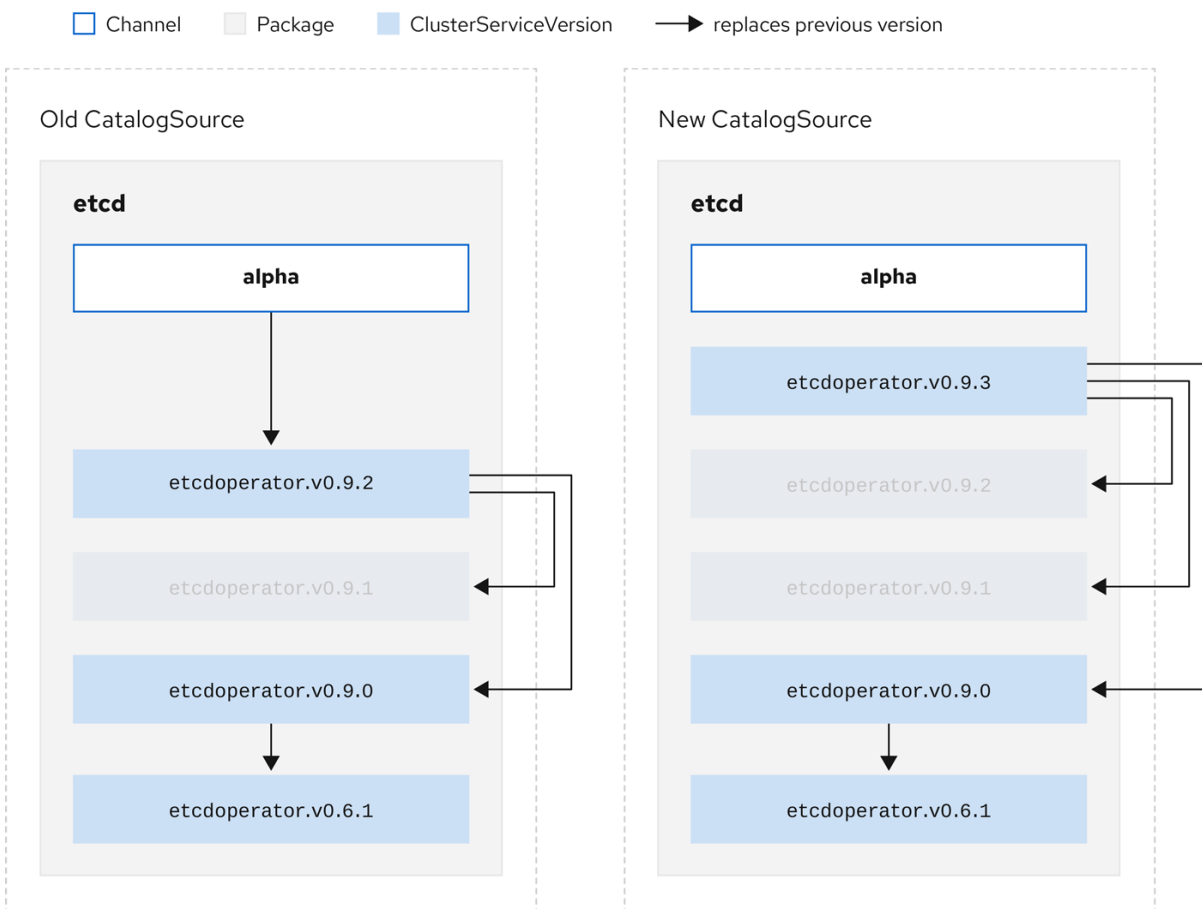 Channel
Package
ClusterServiceVersion
replaces previous version
Old CatalogSource
etcd
alpha
etcdoperator.v0.9.2
etcdoperator.v0.9.1
etcdoperator.v0.9.0
etcdoperator.v0.6.1
New CatalogSource
etcd
alpha
etcdoperator.v0.9.3
etcdoperator.v0.9.2
etcdoperator.v0.9.1
etcdoperator.v0.9.0
etcdoperator.v0.6.1